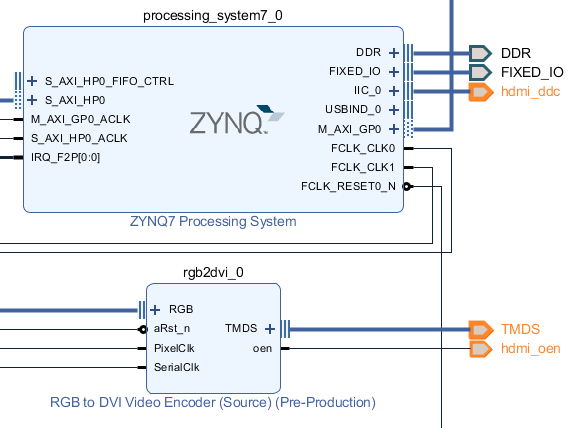 processing_system7_0
DDR
S_AXI_HP0_FIFO_CTRL
FIXED_IO
S_AXI_HP0
IIC_0
M_AXI_GP0_ACLK
USBIND_0
S_AXI_HP0_ACLK
M_AXI_GP0
IRQ_F2P[0:0]
FCLK_CLK0
FCLK_CLK1
FCLK_RESET0_N
ZYNQ
DDR
FIXED_IO
hdmi_ddc
ZYNQ7 Processing System
rgb2dvi_0
RGB
aRst_n
TMDS
PixelClk
oen
SerialClk
TMDS
hdmi_oen
RGB to DVI Video Encoder (Source) (Pre-Production)